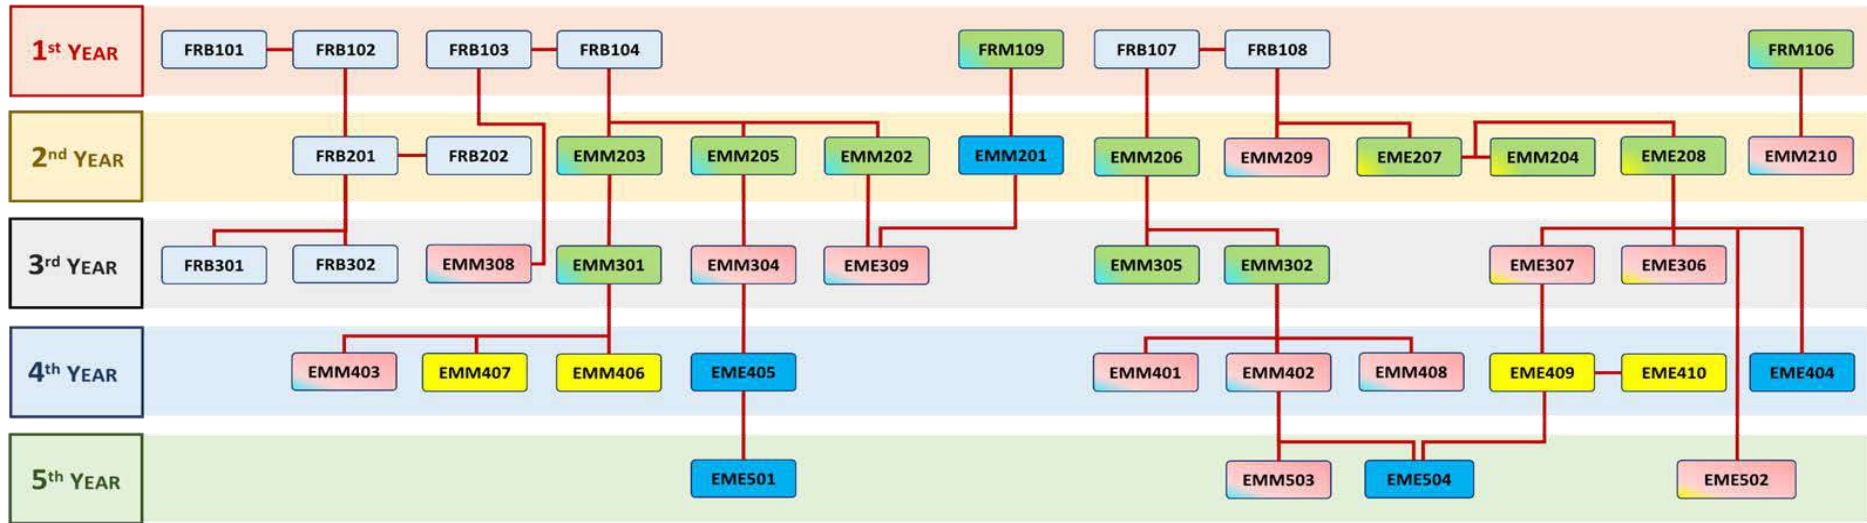 1st YEAR
FRB101 FRB102 FRB103 FRB104 FRM109 FRB107 FRB108 FRM106
2nd YEAR
FRB201 FRB202 EMM203 EMM205 EMM202 EMM201 EMM206 EMM209 EME207 EMM204 EME208 EMM210
3rd YEAR
FRB301 FRB302 EMM308 EMM301 EMM304 EME309 EMM305 EMM302 EME307 EME306
4th YEAR
EMM403 EMM407 EMM406 EME405 EMM401 EMM402 EMM408 EME409 EME410 EME404
5th YEAR
EME501 EMM503 EME504 EME502